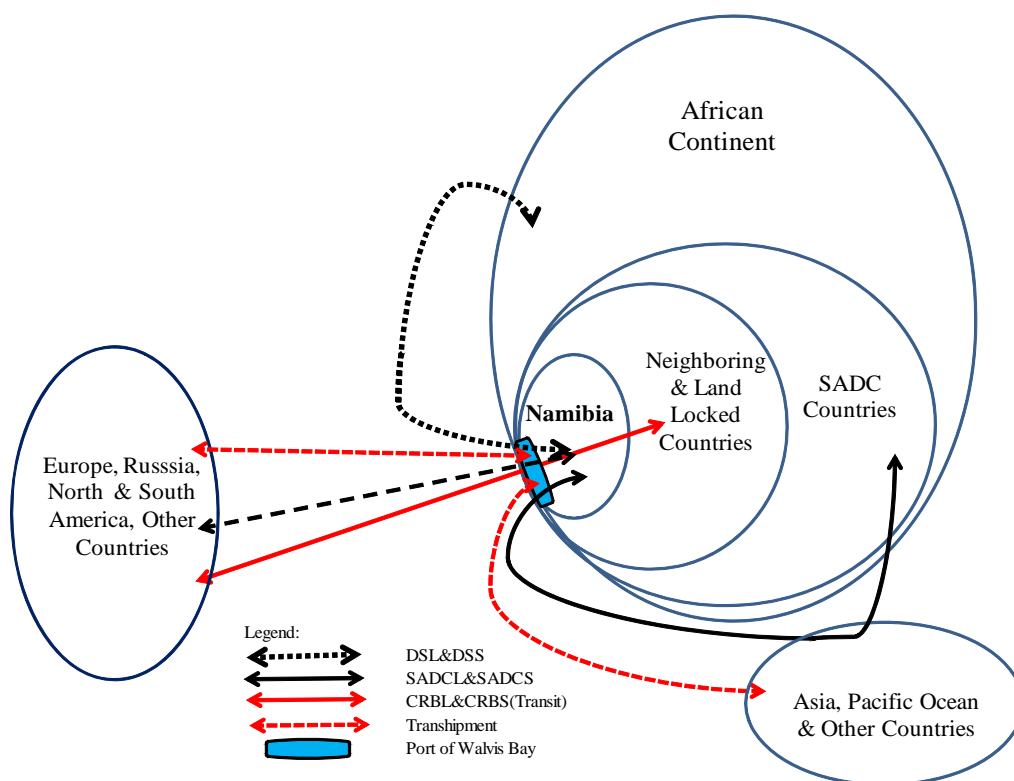 African
Continent
Neighboring
& Land
Locked
Countries
SADC
Countries
Namibia
Europe, Russsia,
North & South
America, Other
Countries
Legend:
DSL&DSS
SADCL&SADCS
CRBL&CRBS(Transit)
Transhipment
Port of Walvis Bay
Asia, Pacific Ocean
& Other Countries